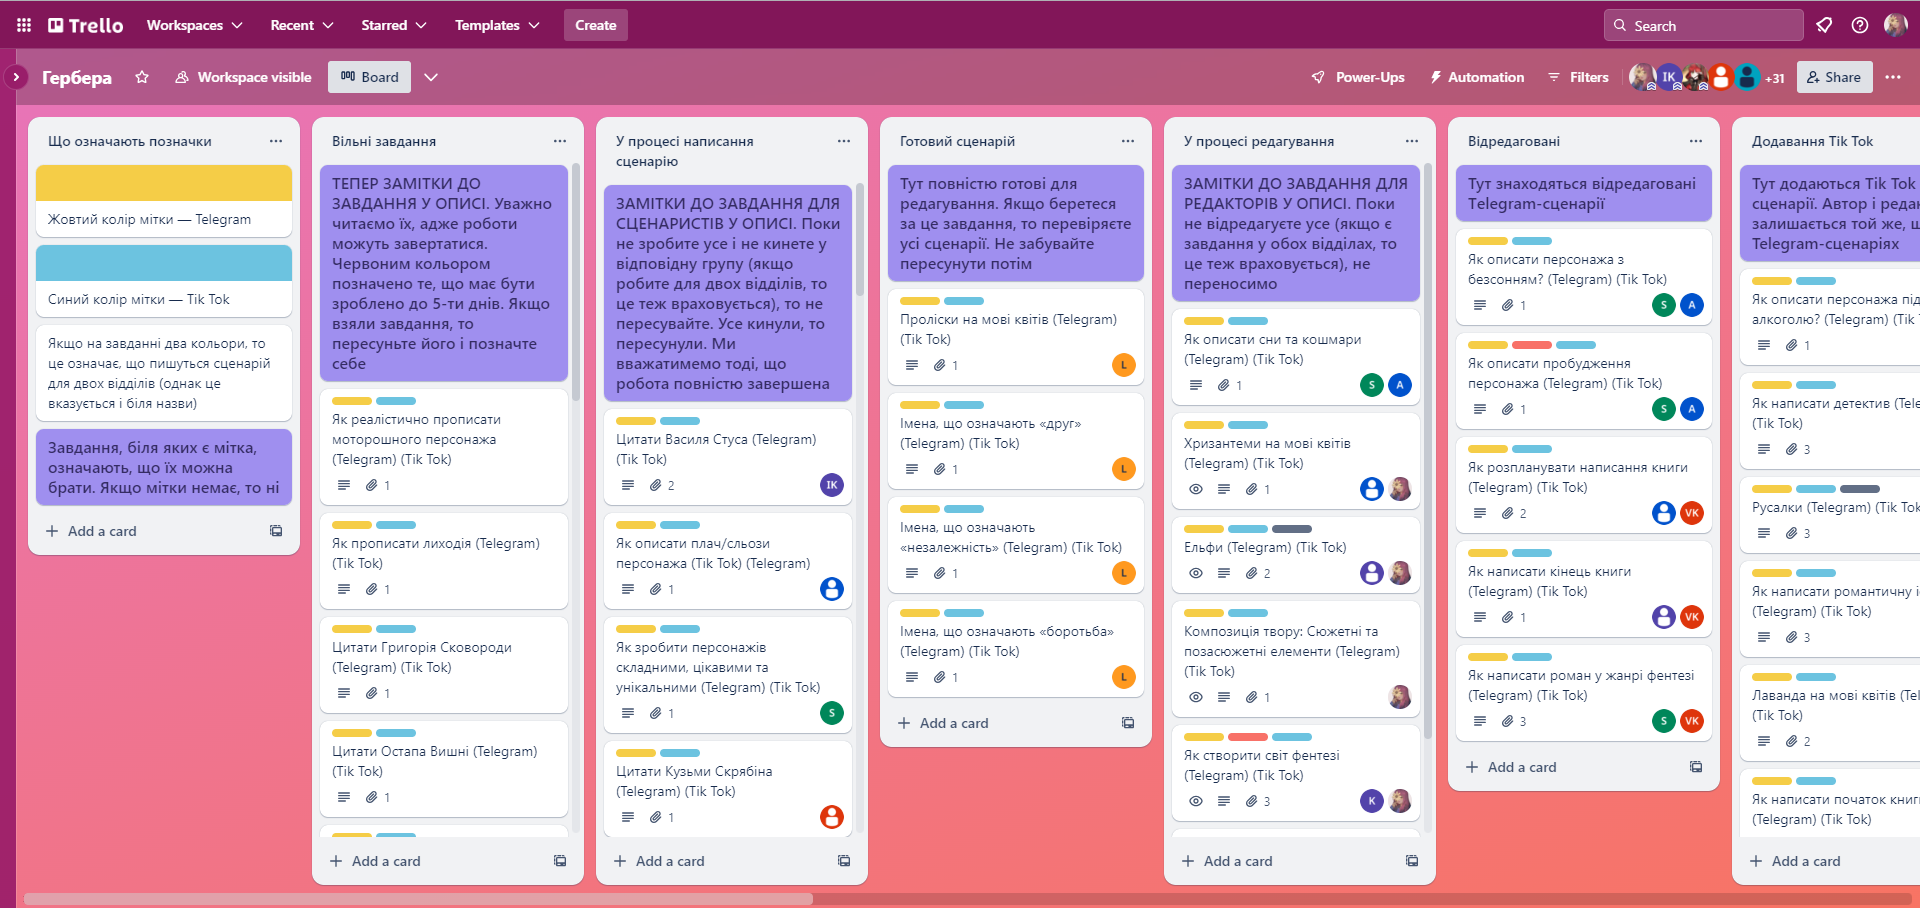 Trello
Workspaces
Recent
Starred
Templates
Create
Search
Гербера
Workspace visible
Board
Power-Ups
Automation
Filters
IK
+31
Share
Що означають позначки
Жовтий колір мітки — Telegram
Синий колір мітки — Tik Tok
Якщо на завданні два кольори, то
це означає, що пишуться сценарій
для двох відділів (однак це
вказується і біля назви)
Завдання, біля яких є мітка,
означають, що їх можна
брати. Якщо мітки немає, то ні
Add a card
Вільні завдання
ТЕПЕР ЗАМІТКИ ДО
ЗАВДАННЯ У ОПИСІ. Уважно
читаємо їх, адже роботи
можуть завертатися.
Червоним кольором
позначено те, що має бути
зроблено до 5-ти днів. Якщо
взяли завдання, то
пересуньте його і позначте
себе
Як реалістично прописати
моторошного персонажа
(Telegram) (Tik Tok)
1
Як прописати лиходія (Telegram)
(Tik Tok)
1
Цитати Григорія Сковороди
(Telegram) (Tik Tok)
1
Цитати Остапа Вишні (Telegram)
(Tik Tok)
1
Add a card
У процесі написання
сценарію
ЗАМІТКИ ДО ЗАВДАННЯ ДЛЯ
СЦЕНАРИСТІВ У ОПИСІ. Поки
не зробите усе і не кинете у
відповідну групу (якщо
робите для двох відділів, то
це теж враховується), то не
пересувайте. Усе кинули, то
пересунули. Ми
вважатимемо тоді, що
робота повністю завершена
Цитати Василя Стуса (Telegram)
(Tik Tok)
2
IK
Як описати плач/сльози
персонажа (Tik Tok) (Telegram)
1
Як зробити персонажів
складними, цікавими та
унікальними (Telegram) (Tik Tok)
1
S
Цитати Кузьми Скрябіна
(Telegram) (Tik Tok)
1
Add a card
Готовий сценарій
Тут повністю готові для
редагування. Якщо беретеся
за це завдання, то перевіряєте
усі сценарії. Не забувайте
пересунути потім
Проліски на мові квітів (Telegram)
(Tik Tok)
1
L
Імена, що означають «друг»
(Telegram) (Tik Tok)
1
L
Імена, що означають
«незалежність» (Telegram) (Tik Tok)
1
L
Імена, що означають «боротьба»
(Telegram) (Tik Tok)
1
L
Add a card
У процесі редагування
ЗАМІТКИ ДО ЗАВДАННЯ ДЛЯ
РЕДАКТОРІВ У ОПИСІ. Поки
не відредагуєте усе (якщо є
завдання у обох відділах, то
це теж враховується), не
переносимо
Як описати сни та кошмари
(Telegram) (Tik Tok)
1
S
A
Хризантеми на мові квітів
(Telegram) (Tik Tok)
1
Ельфи (Telegram) (Tik Tok)
2
Композиція твору: Сюжетні та
позасюжетні елементи (Telegram)
(Tik Tok)
1
Як створити світ фентезі
(Telegram) (Tik Tok)
3
K
Add a card
Відредаговані
Тут знаходяться відредаговані
Telegram-сценарії
Як описати персонажа з
безсонням? (Telegram) (Tik Tok)
1
S
A
Як описати пробудження
персонажа (Telegram) (Tik Tok)
1
S
A
Як розпланувати написання книги
(Telegram) (Tik Tok)
2
VK
Як написати кінець книги
(Telegram) (Tik Tok)
1
VK
Як написати роман у жанрі фентезі
(Telegram) (Tik Tok)
3
S
VK
Add a card
Додавання Tik Tok
Тут додаються Tik Tok
сценарії. Автор і реда
залишається той же, щ
Telegram-сценаріях
Як описати персонажа під
алкоголю? (Telegram) (Tik
1
Як написати детектив (Tele
(Tik Tok)
3
Русалки (Telegram) (Tik Tok
3
Як написати романтичну і
(Telegram) (Tik Tok)
3
Лаванда на мові квітів (Tel
(Tik Tok)
2
Як написати початок книг
(Telegram) (Tik Tok)
Add a card